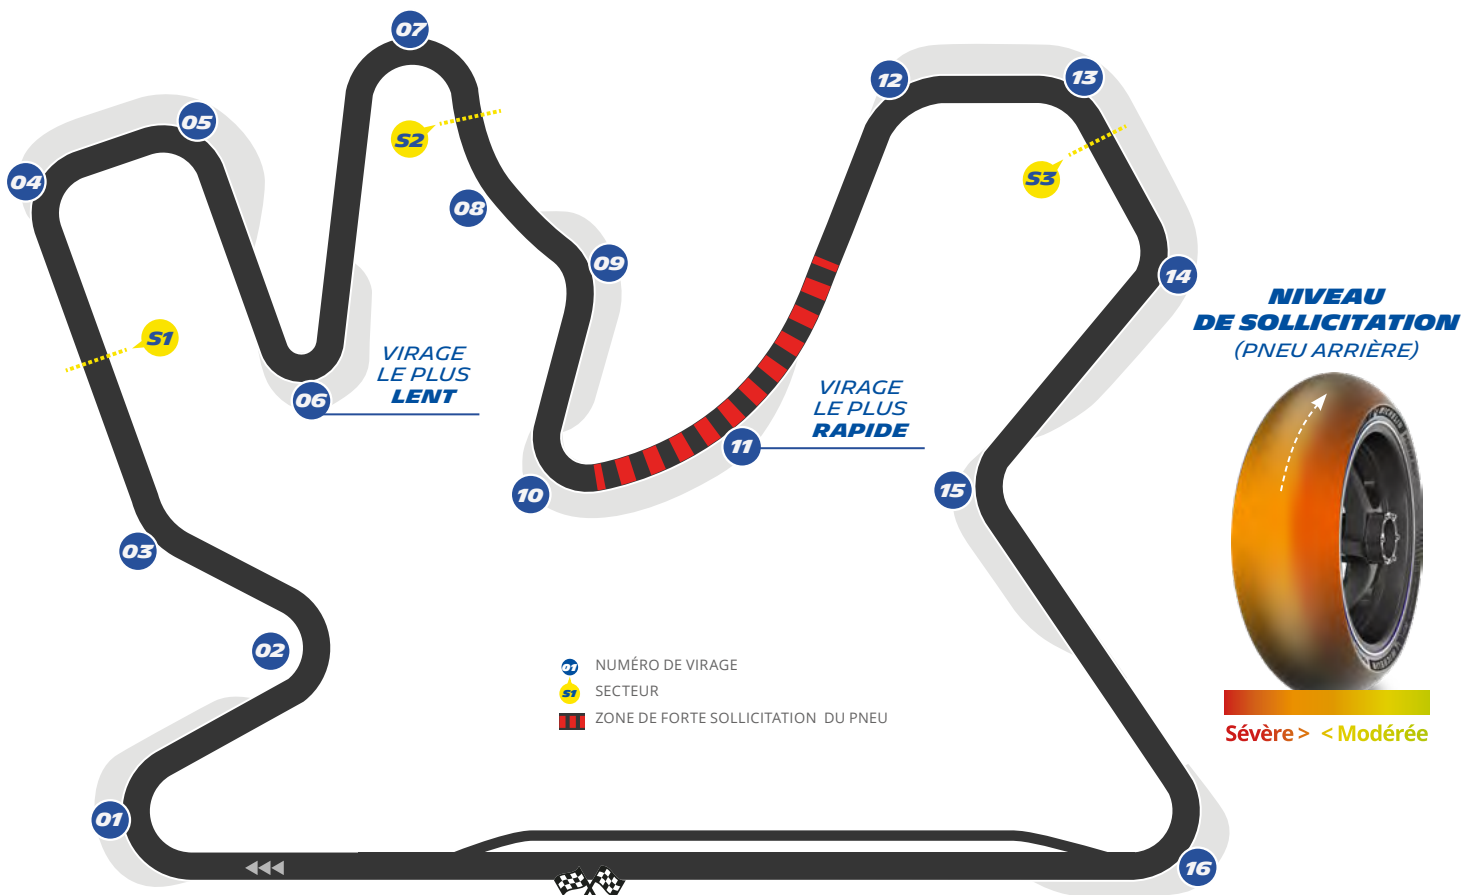 07
12
13
05
S2
04
S3
08
09
14
S1
NIVEAU
DE SOLLICITATION
(PNEU ARRIÈRE)
VIRAGE
LE PLUS
LENT
06
VIRAGE
LE PLUS
RAPIDE
11
10
15
03
02
01 NUMÉRO DE VIRAGE
S1 SECTEUR
ZONE DE FORTE SOLLICITATION DU PNEU
Sévère > < Modérée
01
16